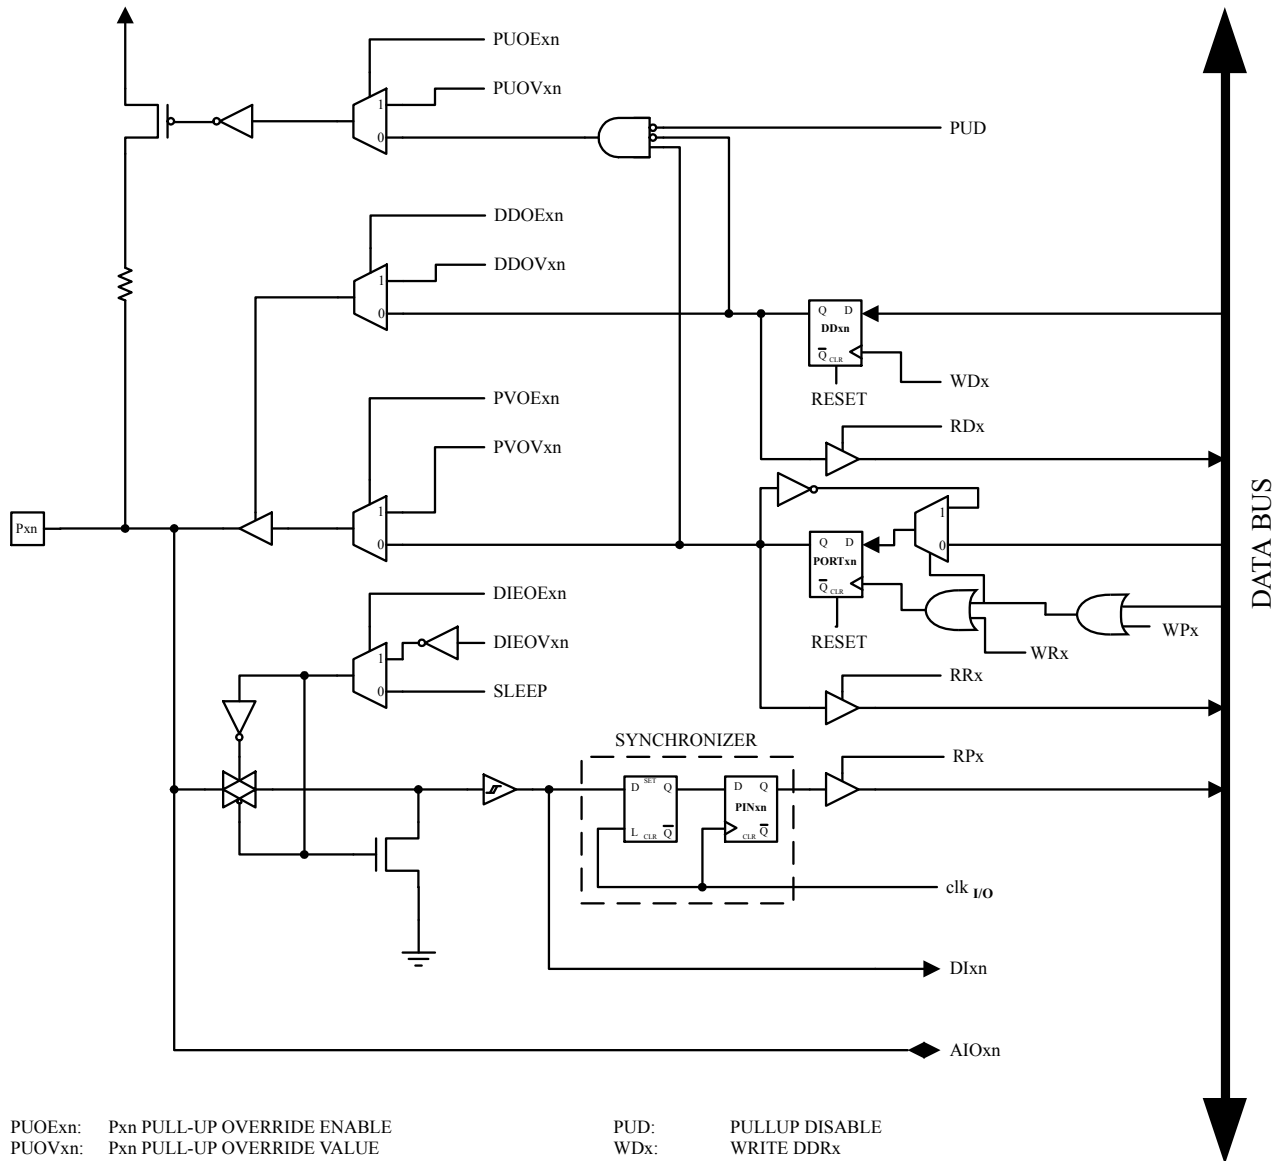 PUOExn
PUOVxn
1
0
PUD
DDOExn
DDOVxn
1
0
Q D
DDxn
Q CLR
WDx
RESET
RDx
PVOExn
PVOVxn
1
0
Pxn
1
0
Q D
PORTxn
Q CLR
RESET
WPx
WRx
RRx
DATA BUS
DIEOExn
DIEOVxn
1
0
SLEEP
SYNCHRONIZER
D SET Q
L CLR Q
D Q
PINxn
CLR Q
RPx
clk I/O
DIxn
AIOxn
PUOExn: Pxn PULL-UP OVERRIDE ENABLE PUD: PULLUP DISABLE
PUOVxn: Pxn PULL-UP OVERRIDE VALUE WDx: WRITE DDRx